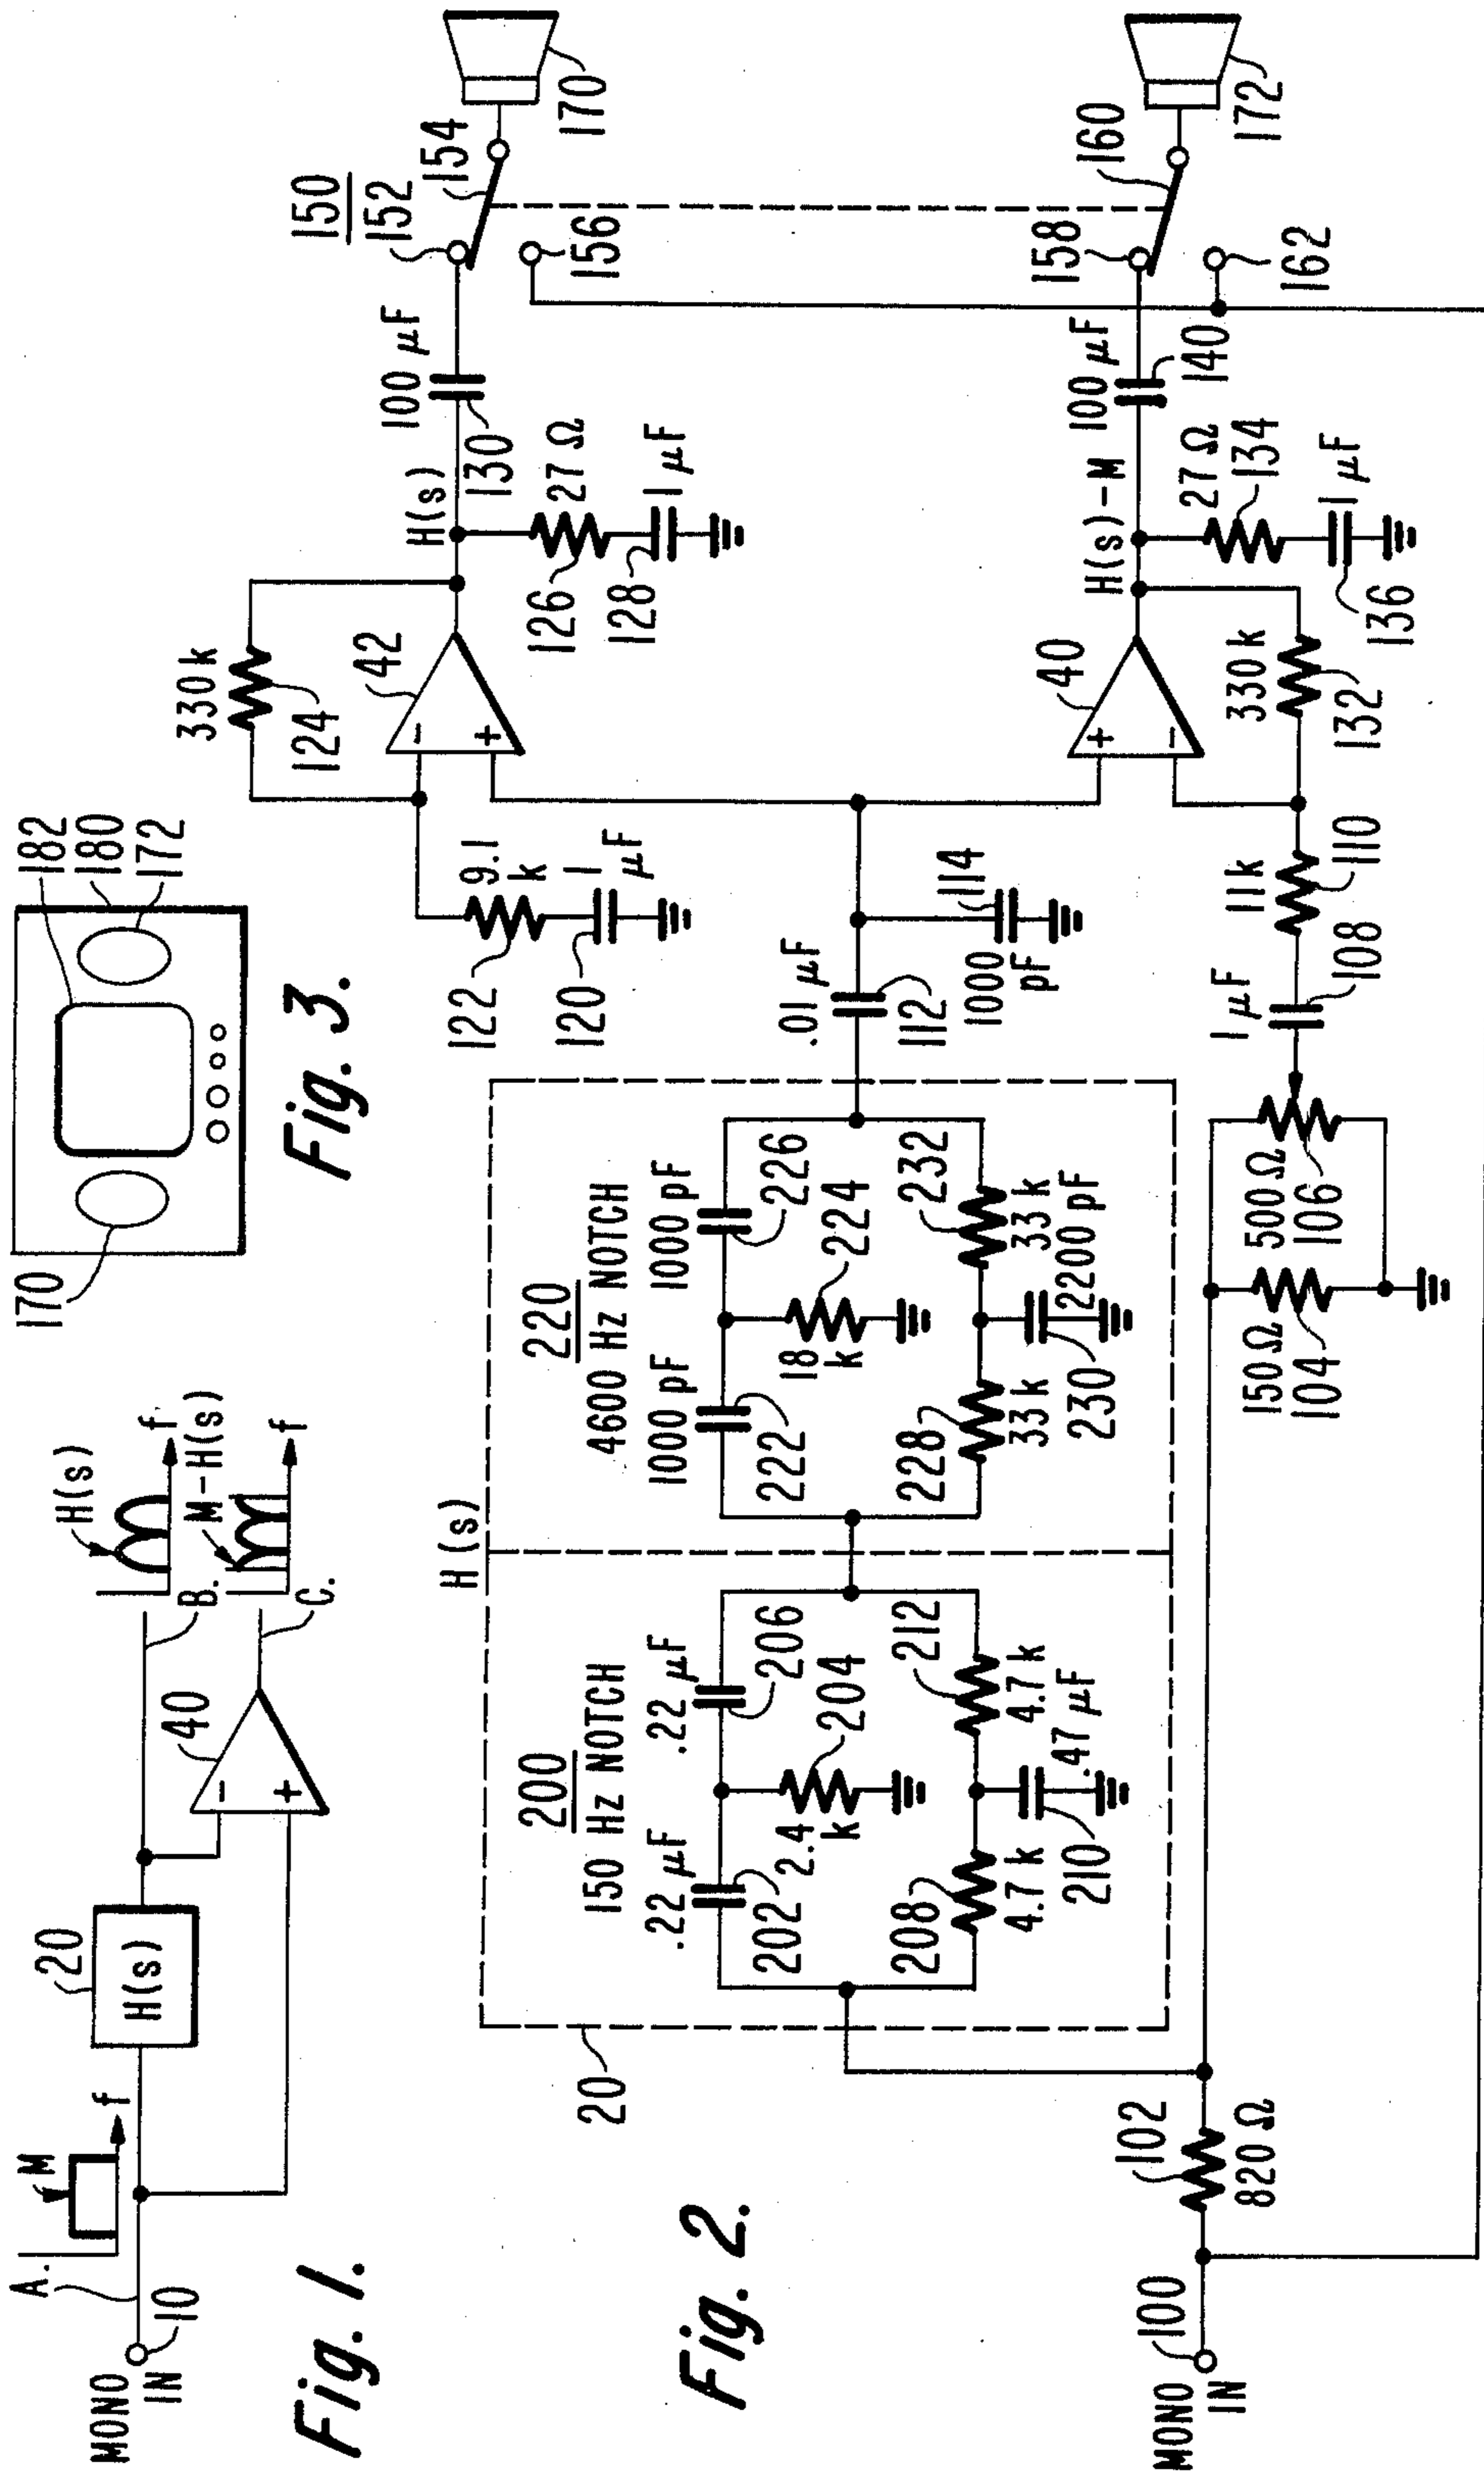 A.
M
f
MONO
IN
10
20
H(s)
40
-
+
B.
H(s)
f
C.
M-H(s)
f
Fig. 1.
170
182
180
172
Fig. 3.
MONO
IN
100
102
820 Ω
20
H(s)
200
150 Hz NOTCH
.22 μF
.22 μF
202
206
2.4
k
204
208
212
4.7 k
4.7 k
210
.47 μF
220
4600 Hz NOTCH
1000 pF
1000 pF
222
226
18
k
224
228
232
33 k
33 k
230
2200 pF
150 Ω
104
500 Ω
106
.01 μF
112
114
1000
pF
1 μF
108
11k
110
122
9.1
k
120
1
μF
330 k
124
42
-
+
H(s)
126
27 Ω
128
1 μF
100 μF
130
40
+
-
330 k
132
H(s)-M
27 Ω
134
136
1 μF
100 μF
140
150
152
154
156
170
158
160
162
172
Fig. 2.